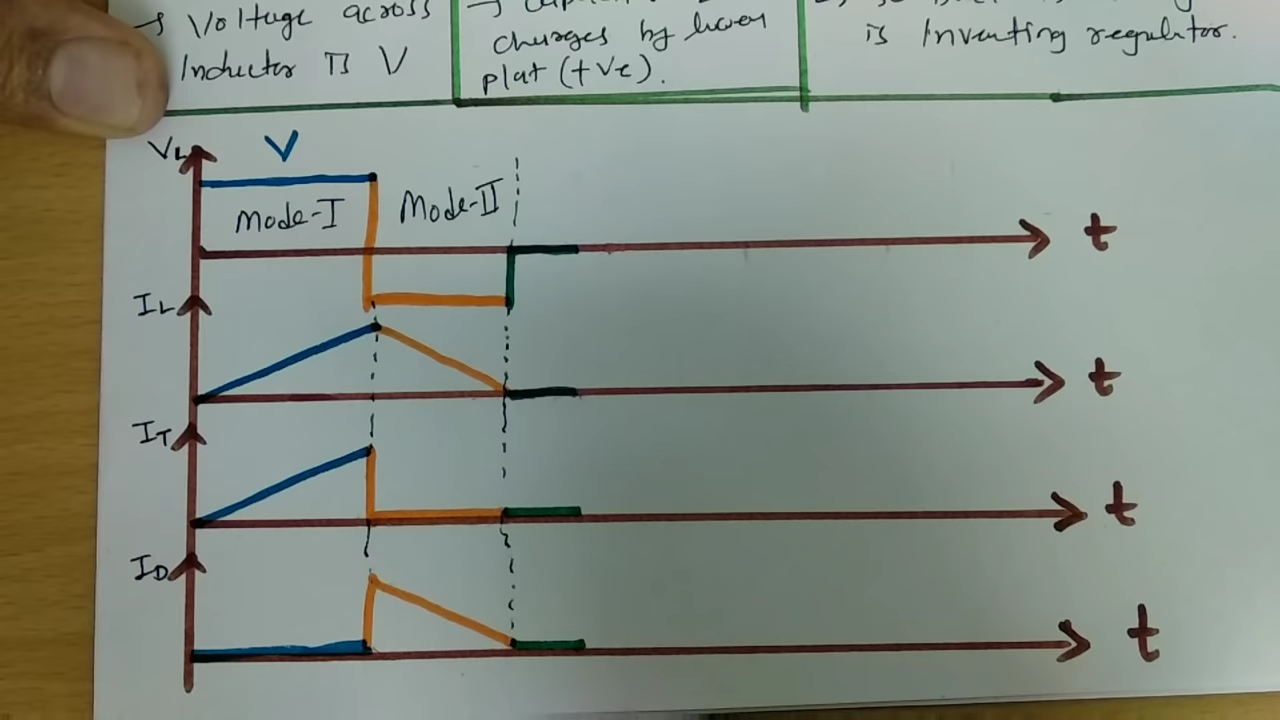 → Voltage across
Inductor is V
charges by lower
plat (+ve).
is Inverting regulator.
VL
V
Mode-I
Mode-II
t
IL
t
IT
t
ID
t